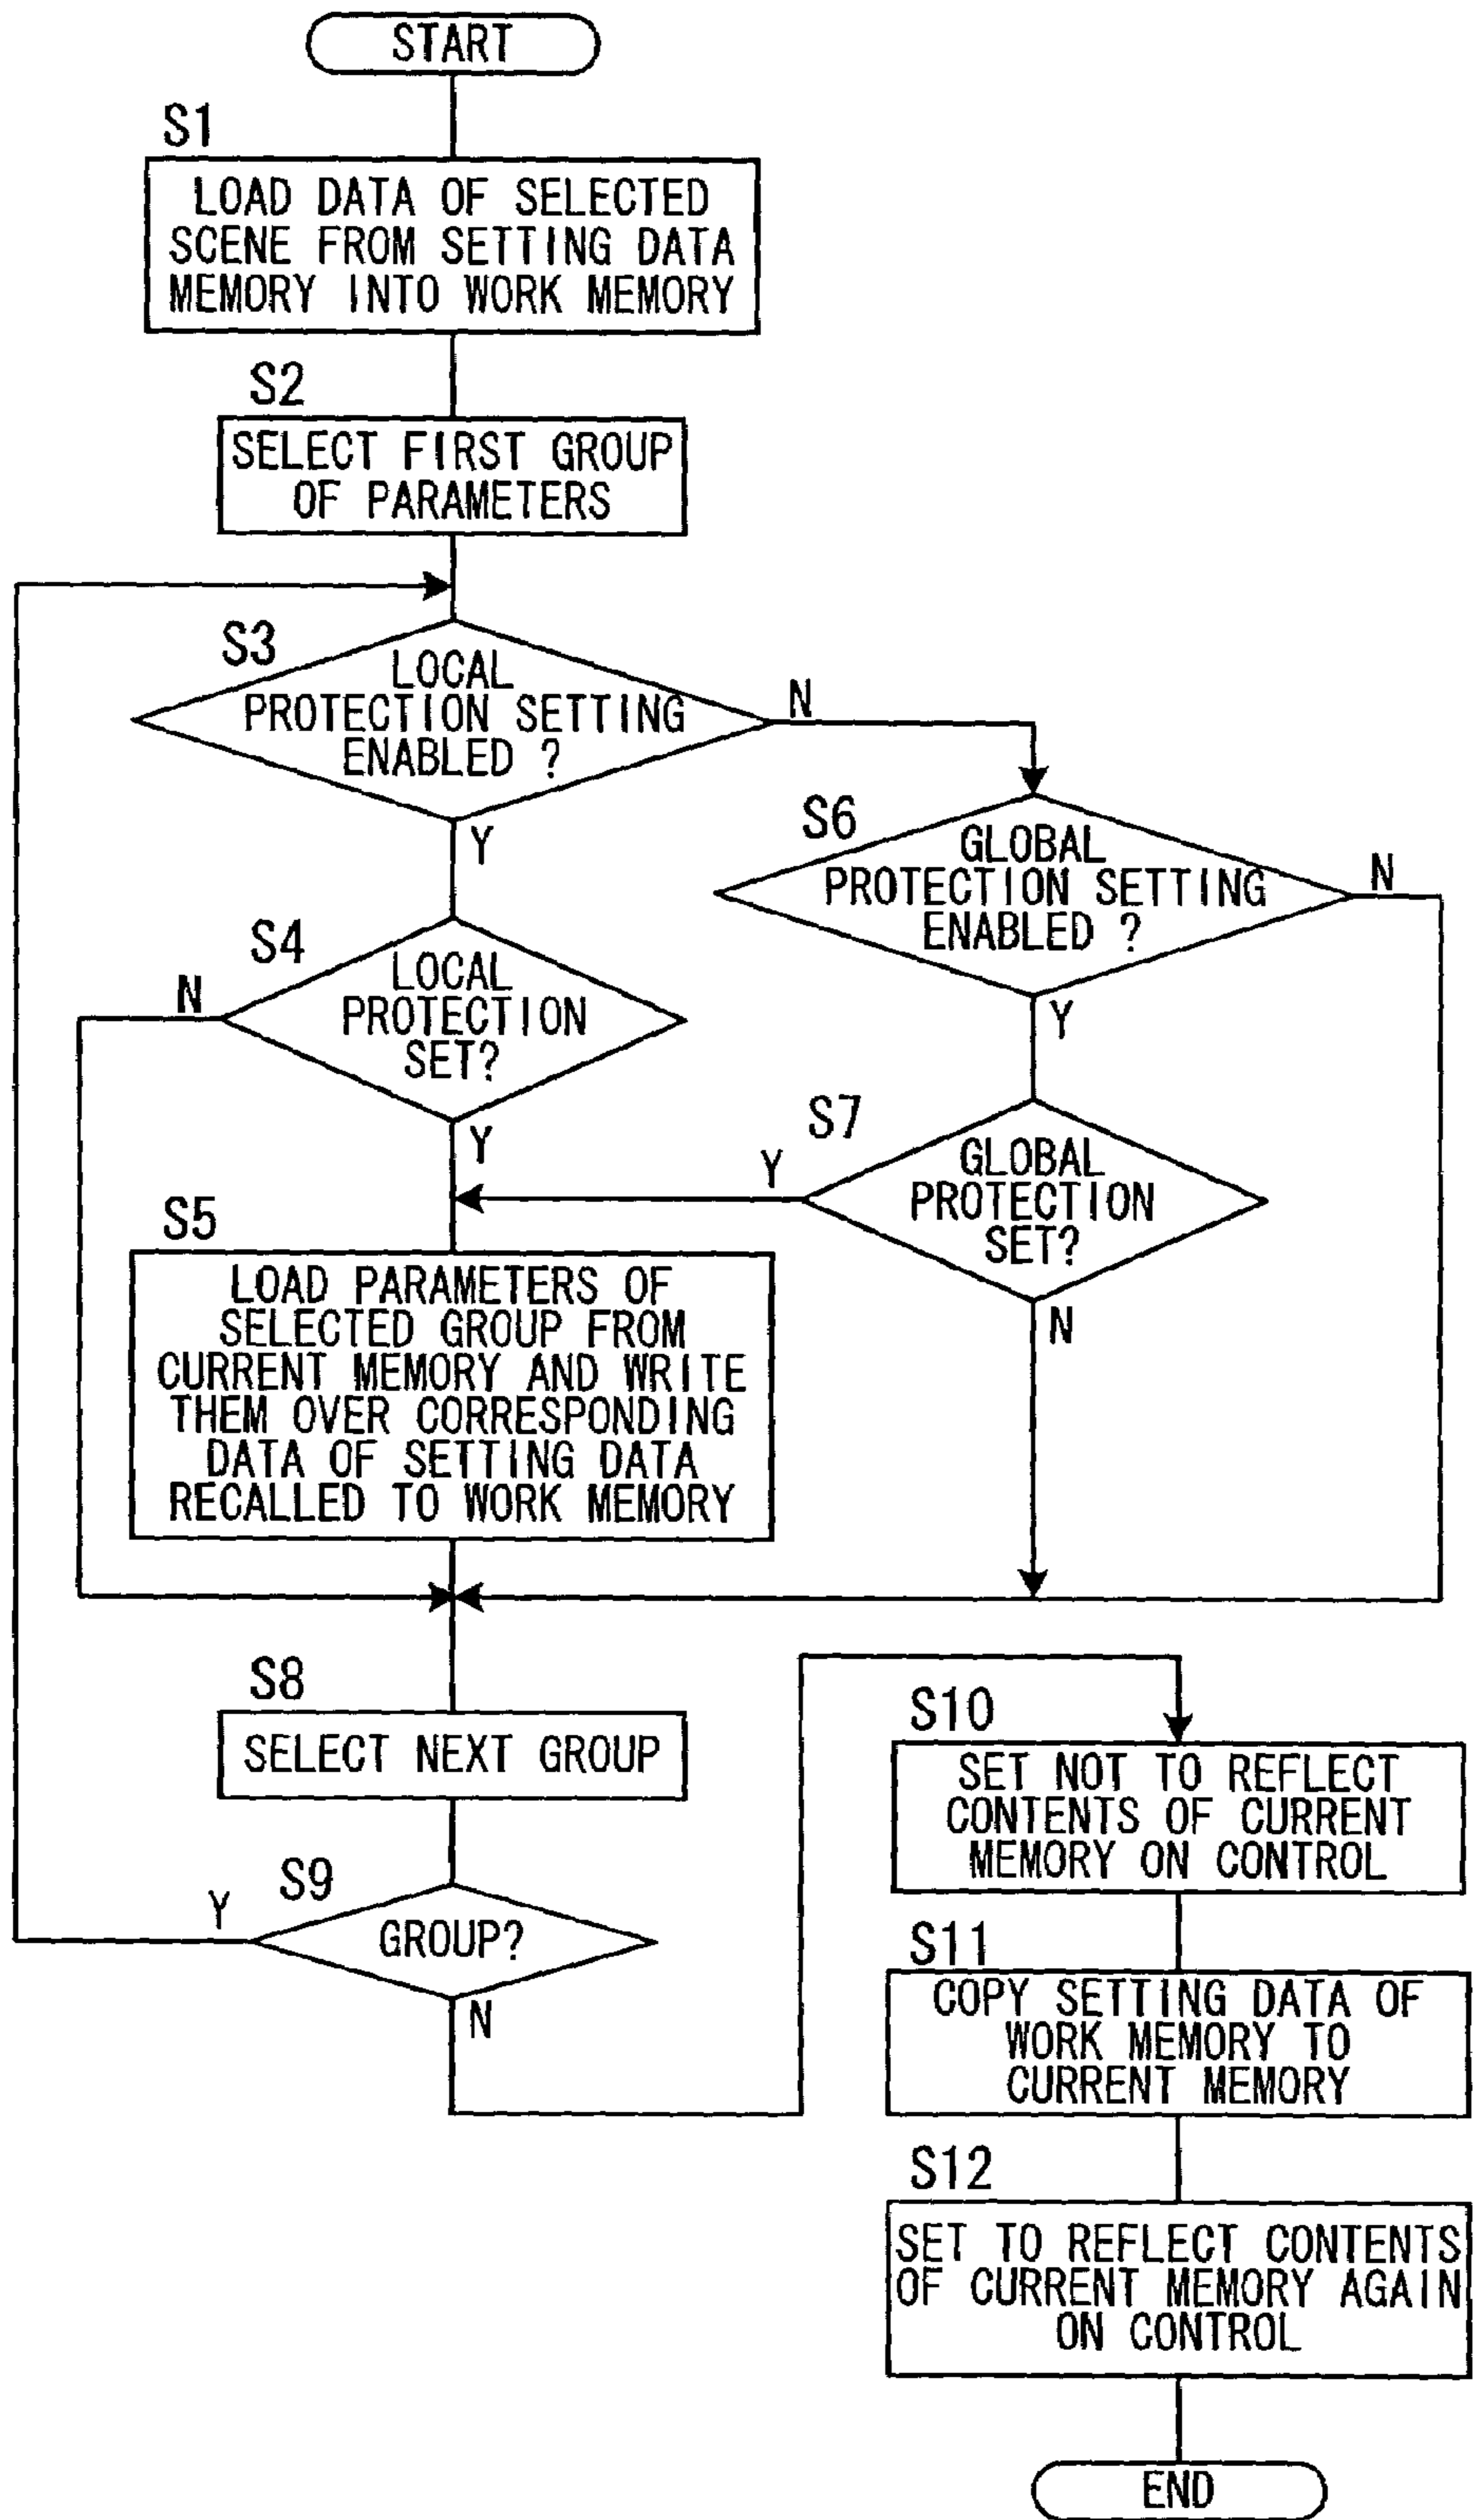 START
S1
LOAD DATA OF SELECTED
SCENE FROM SETTING DATA
MEMORY INTO WORK MEMORY
S2
SELECT FIRST GROUP
OF PARAMETERS
S3
LOCAL
PROTECTION SETTING
ENABLED ?
N
Y
S6
GLOBAL
PROTECTION SETTING
ENABLED ?
N
Y
S4
LOCAL
PROTECTION
SET?
N
Y
S7
GLOBAL
PROTECTION
SET?
Y
N
S5
LOAD PARAMETERS OF
SELECTED GROUP FROM
CURRENT MEMORY AND WRITE
THEM OVER CORRESPONDING
DATA OF SETTING DATA
RECALLED TO WORK MEMORY
S8
SELECT NEXT GROUP
S9
GROUP?
Y
N
S10
SET NOT TO REFLECT
CONTENTS OF CURRENT
MEMORY ON CONTROL
S11
COPY SETTING DATA OF
WORK MEMORY TO
CURRENT MEMORY
S12
SET TO REFLECT CONTENTS
OF CURRENT MEMORY AGAIN
ON CONTROL
END